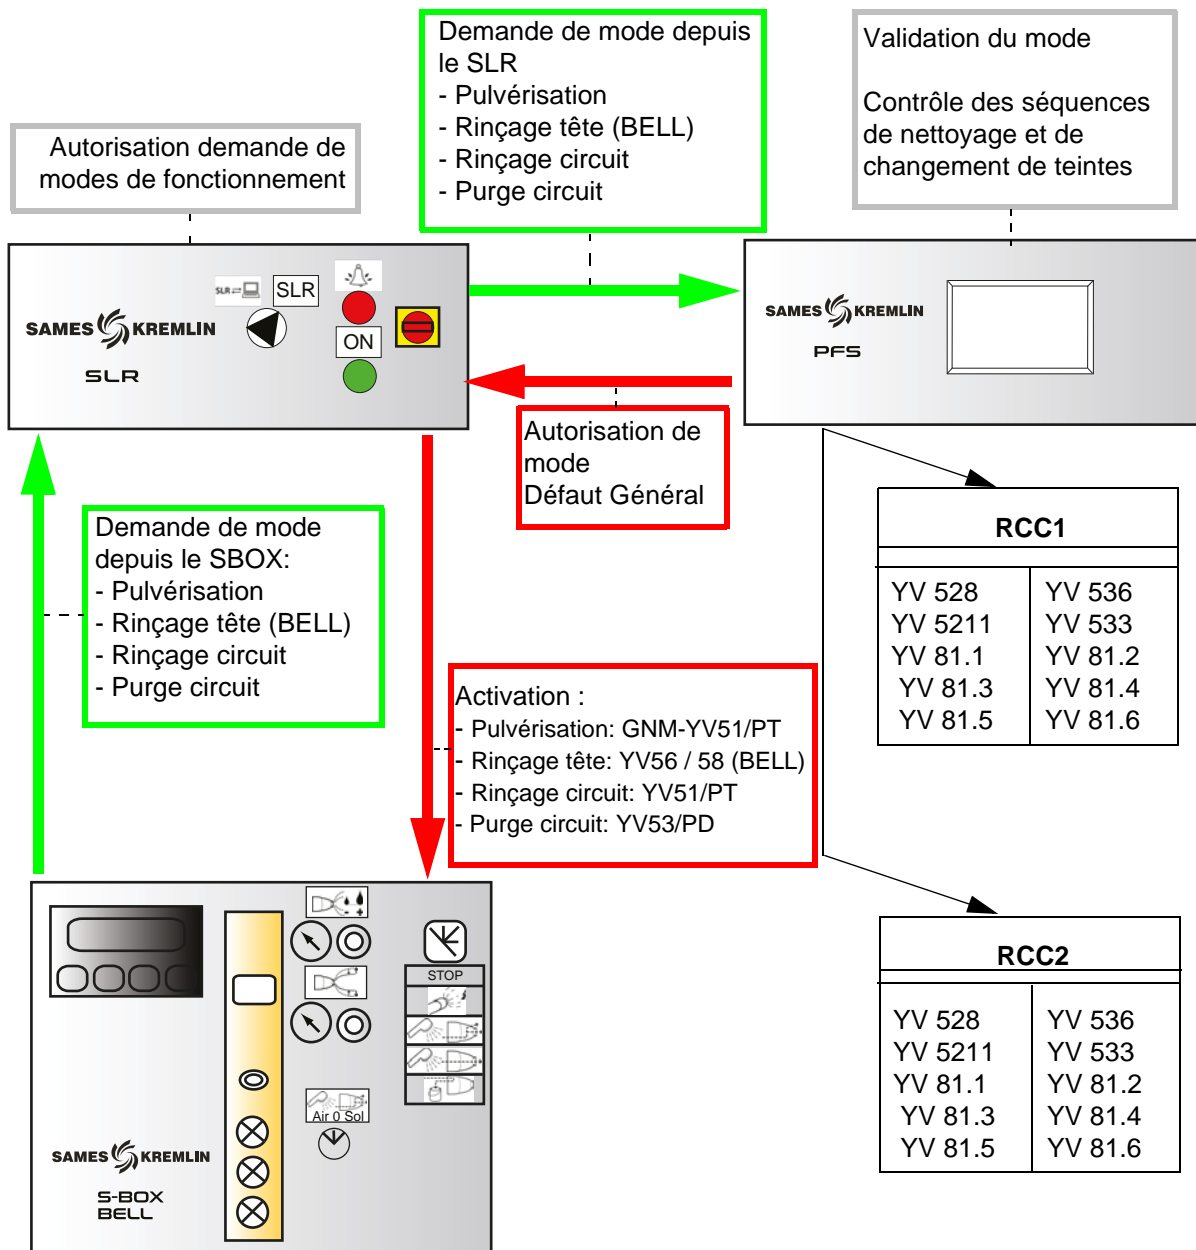 Demande de mode depuis
le SLR
- Pulvérisation
- Rinçage tête (BELL)
- Rinçage circuit
- Purge circuit
Validation du mode
Contrôle des séquences
de nettoyage et de
changement de teintes
Autorisation demande de
modes de fonctionnement
SLR
SLR
ON
SAMES KREMLIN
SLR
SAMES KREMLIN
PFS
Autorisation de
mode
Défaut Général
Demande de mode
depuis le SBOX:
- Pulvérisation
- Rinçage tête (BELL)
- Rinçage circuit
- Purge circuit
Activation :
- Pulvérisation: GNM-YV51/PT
- Rinçage tête: YV56 / 58 (BELL)
- Rinçage circuit: YV51/PT
- Purge circuit: YV53/PD
RCC1
YV 528 YV 536
YV 5211 YV 533
YV 81.1 YV 81.2
YV 81.3 YV 81.4
YV 81.5 YV 81.6
RCC2
YV 528 YV 536
YV 5211 YV 533
YV 81.1 YV 81.2
YV 81.3 YV 81.4
YV 81.5 YV 81.6
- +
STOP
Air 0 Sol
SAMES KREMLIN
S-BOX
BELL